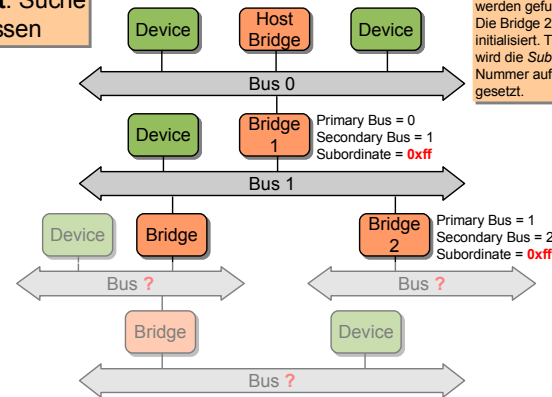 t: Suche
ssen
werden gefu
Die Bridge 2
initialisiert. T
wird die Sub
Nummer auf
gesetzt.
Device
Host
Bridge
Device
Bus 0
Device
Bridge
1
Primary Bus = 0
Secondary Bus = 1
Subordinate = 0xff
Bus 1
Device
Bridge
Bridge
2
Primary Bus = 1
Secondary Bus = 2
Subordinate = 0xff
Bus ?
Bus ?
Bridge
Device
Bus ?